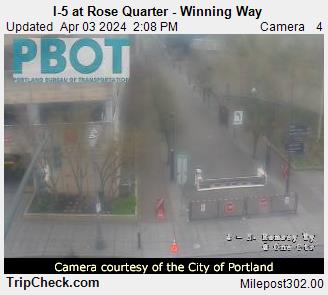 I-5 at Rose Quarter - Winning Way
Updated Apr 03 2024 2:08 PM Camera 4
PBOT
PORTLAND BUREAU OF TRANSPORTATION
Camera courtesy of the City of Portland
TripCheck.com Milepost302.00